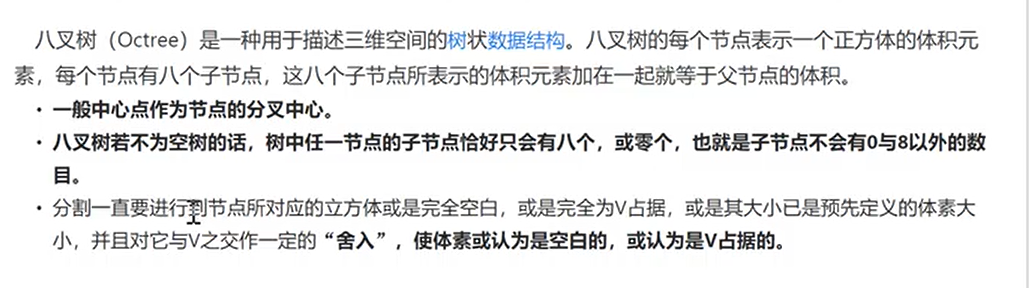 八叉树（Octree）是一种用于描述三维空间的树状数据结构。八叉树的每个节点表示一个正方体的体积元
素，每个节点有八个子节点，这八个子节点所表示的体积元素加在一起就等于父节点的体积。
• 一般中心点作为节点的分叉中心。
• 八叉树若不为空树的话，树中任一节点的子节点恰好只会有八个，或零个，也就是子节点不会有0与8以外的数
目。
• 分割一直要进行到节点所对应的立方体或是完全空白，或是完全为V占据，或是其大小已是预先定义的体素大
小，并且对它与V之交作一定的“舍入”，使体素或认为是空白的，或认为是V占据的。